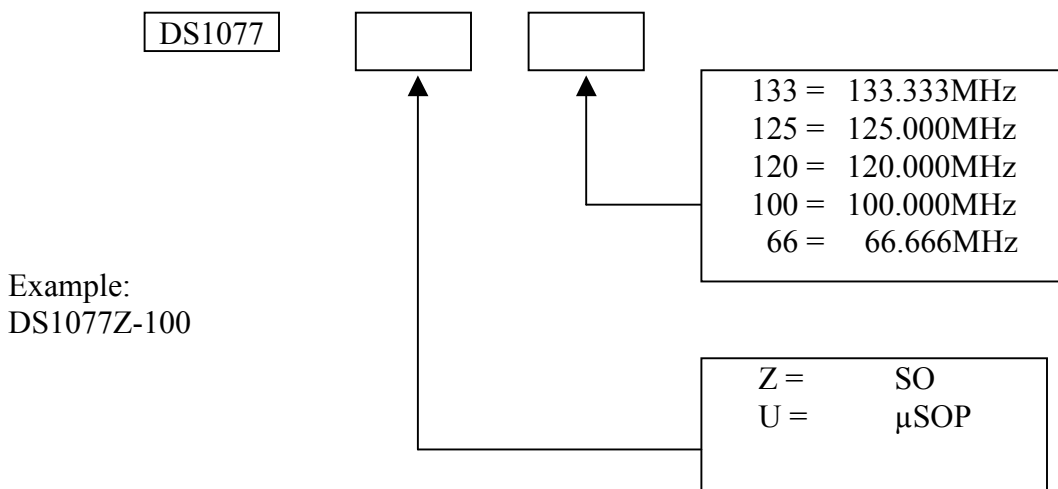 DS1077
133 = 133.333MHz
125 = 125.000MHz
120 = 120.000MHz
100 = 100.000MHz
66 = 66.666MHz
Example:
DS1077Z-100
Z = SO
U = µSOP